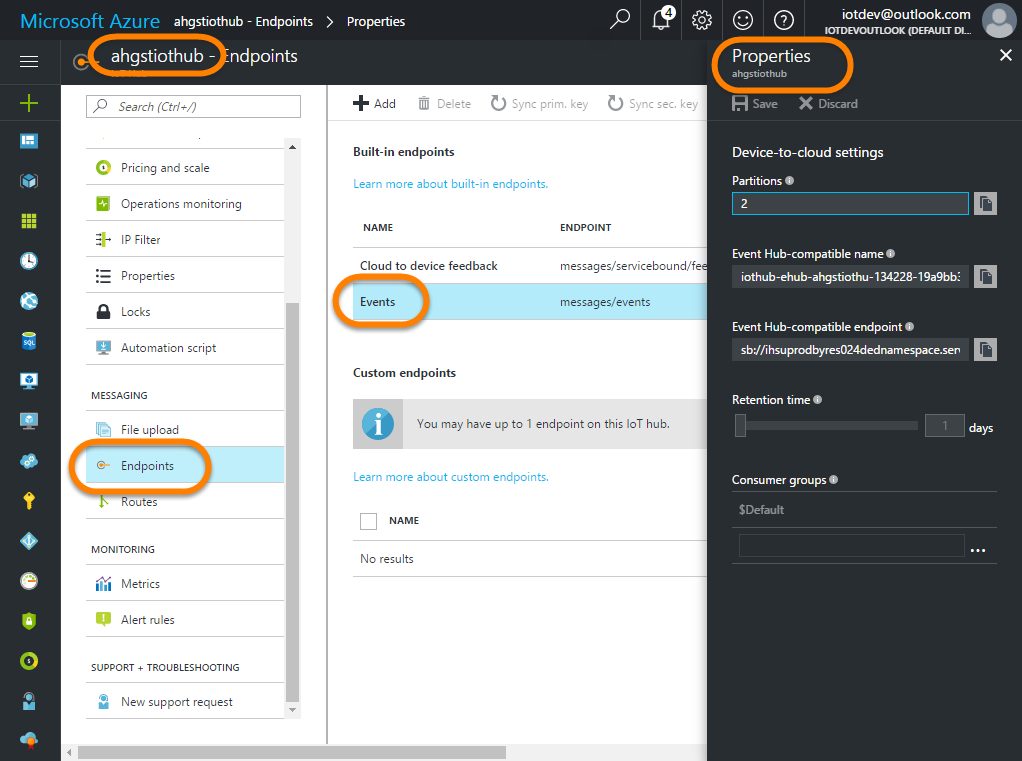 Microsoft Azure ahgstiothub - Endpoints > Properties
4
iotdev@outlook.com
IOTDEVOUTLOOK (DEFAULT DI...
ahgstiothub - Endpoints
Search (Ctrl+/)
Pricing and scale
Operations monitoring
IP Filter
Properties
Locks
Automation script
MESSAGING
File upload
Endpoints
Routes
MONITORING
Metrics
Alert rules
SUPPORT + TROUBLESHOOTING
New support request
Add Delete Sync prim. key Sync sec. key
Built-in endpoints
Learn more about built-in endpoints.
NAME ENDPOINT
Cloud to device feedback messages/servicebound/fee
Events messages/events
Custom endpoints
You may have up to 1 endpoint on this IoT hub.
Learn more about custom endpoints.
NAME
No results
Properties
ahgstiothub
Save Discard
Device-to-cloud settings
Partitions
2
Event Hub-compatible name
iothub-ehub-ahgstiothu-134228-19a9bb3
Event Hub-compatible endpoint
sb://ihsuprodbyres024dednamespace.serv
Retention time
1 days
Consumer groups
$Default
...